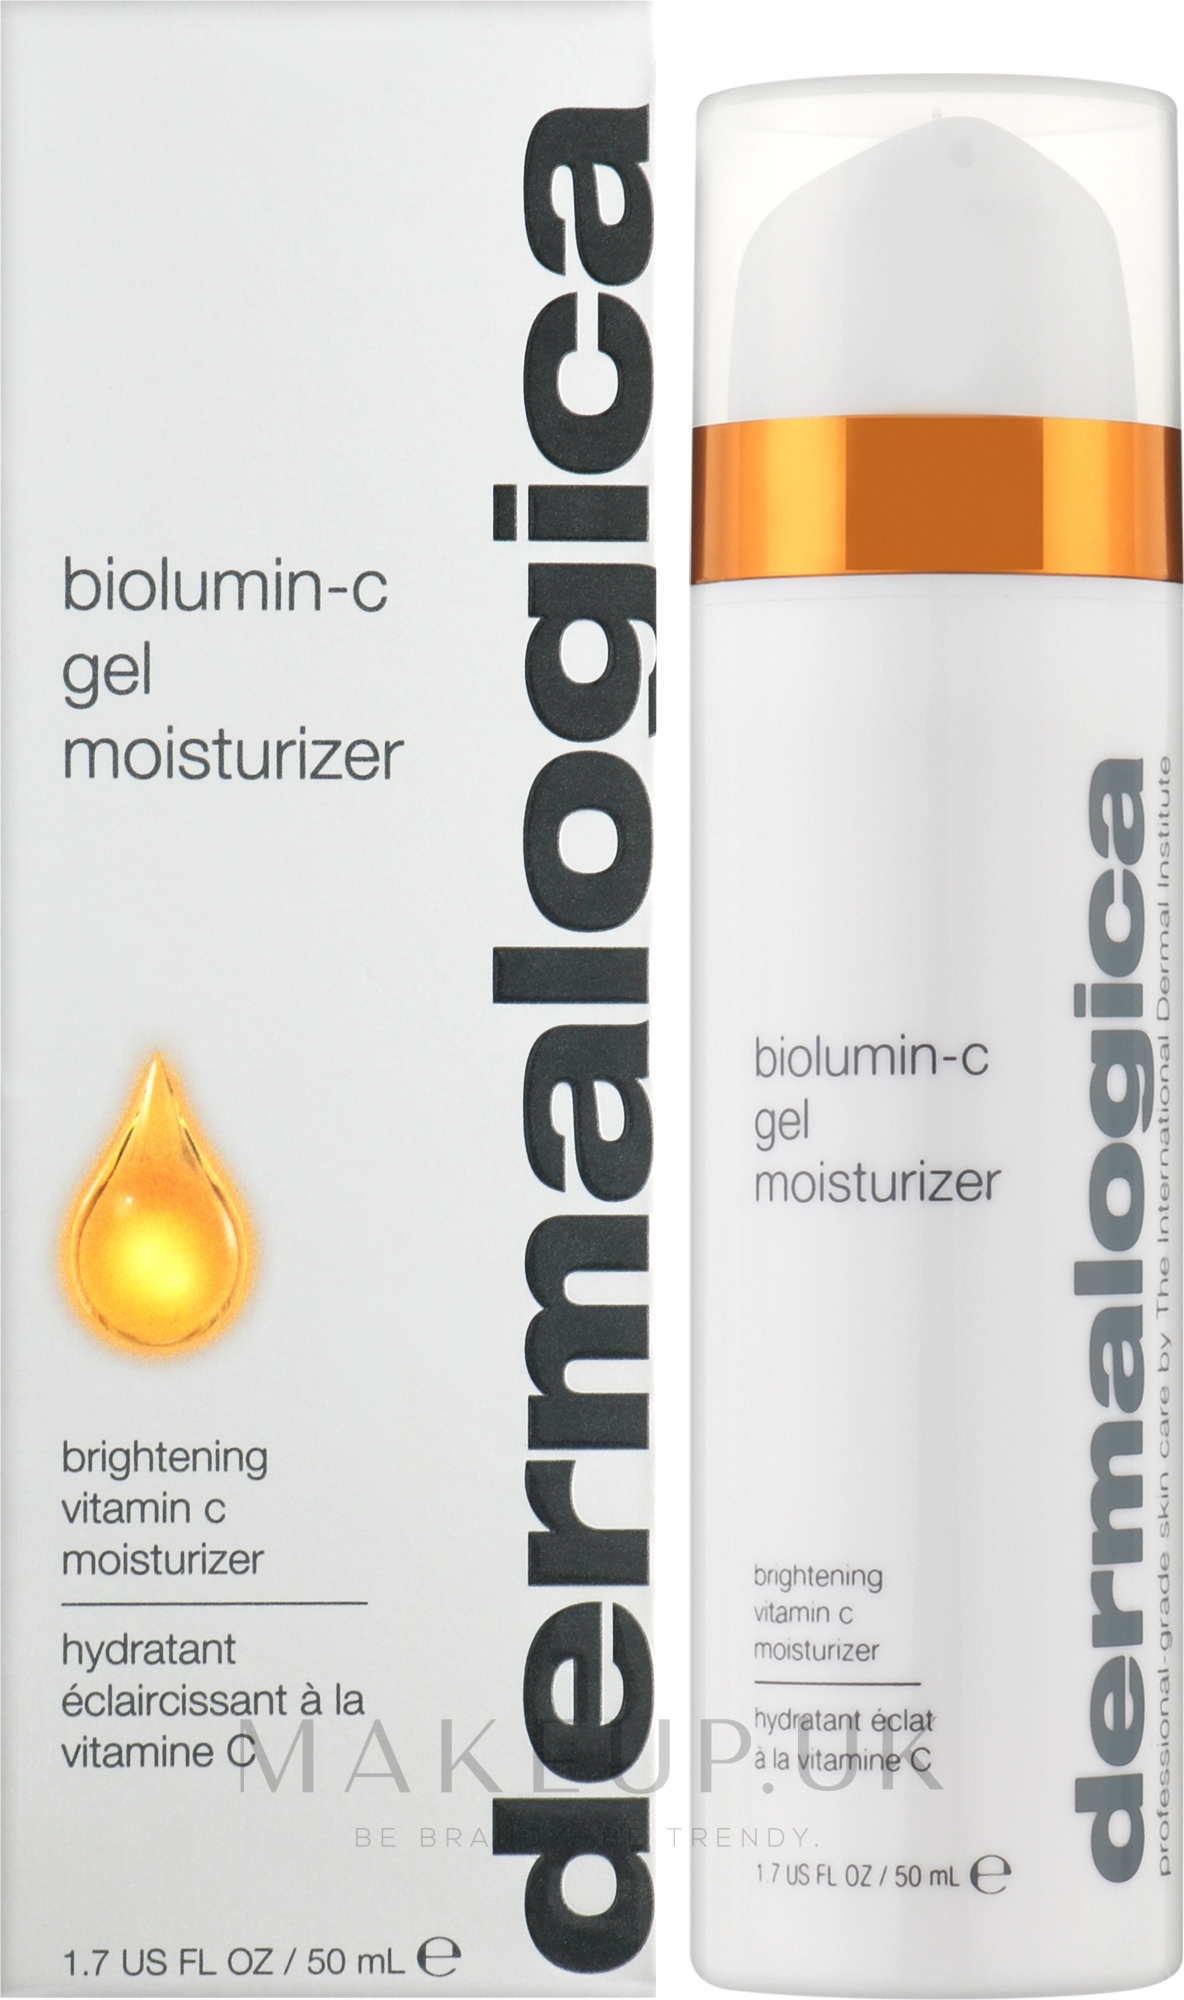 dermalogica
biolumin-c
gel
moisturizer
brightening
vitamin c
moisturizer
hydratant
éclaircissant à la
vitamine C
1.7 US FL OZ / 50 mL ℮
biolumin-c
gel
moisturizer
brightening
vitamin c
moisturizer
hydratant éclat
à la vitamine C
1.7 US FL OZ / 50 mL ℮
dermalogica
professional-grade skin care by The International Dermal Institute
MAKEUP.UK
BE BRANDY. BE TRENDY.